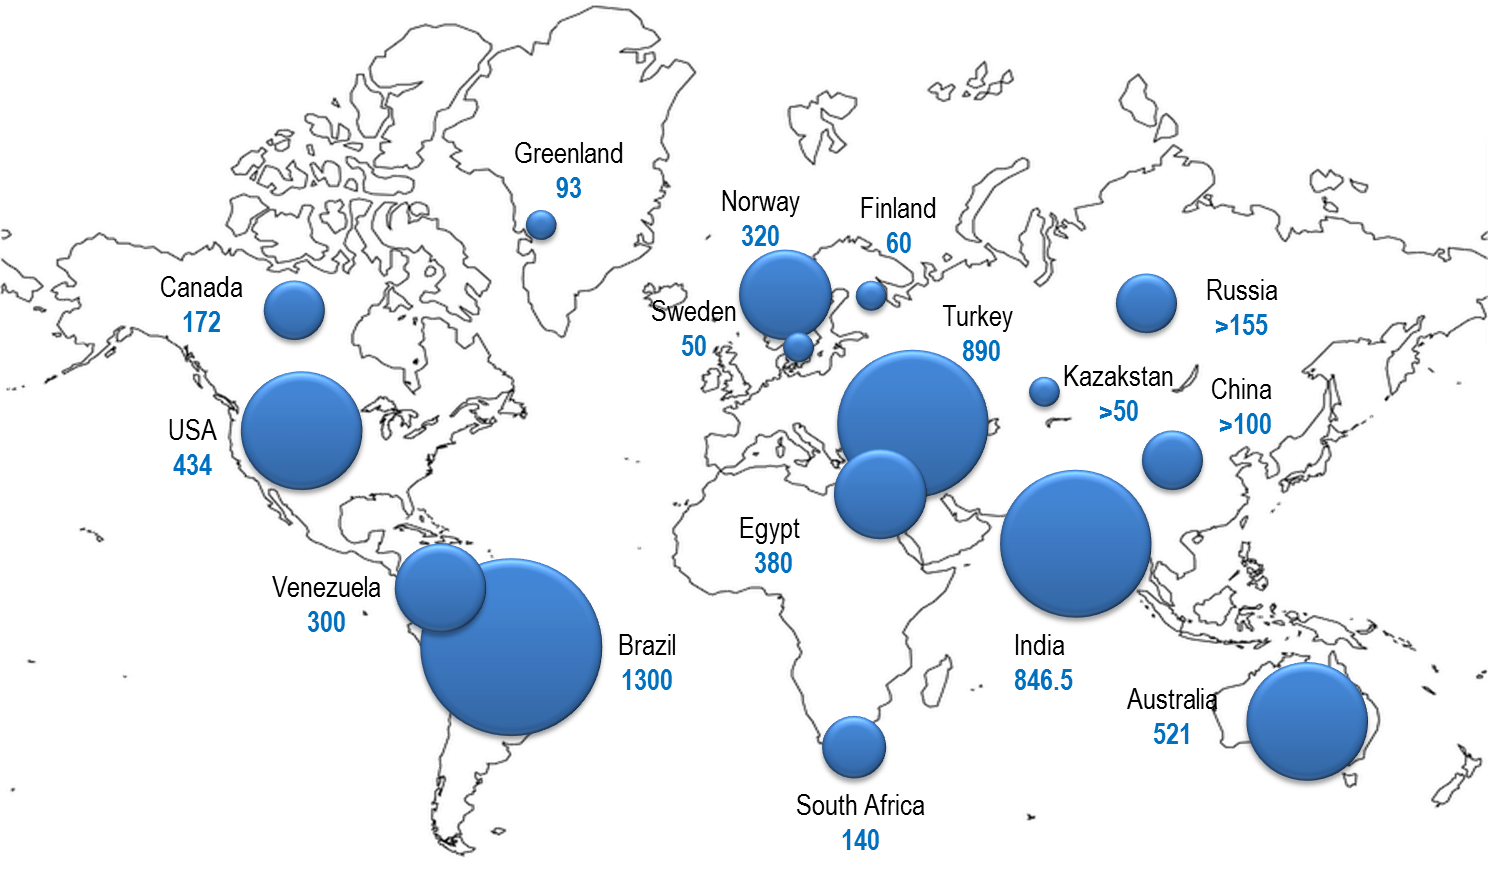 Greenland
93
Norway
320
Finland
60
Canada
172
Russia
>155
Sweden
50
Turkey
890
Kazakstan
>50
China
>100
USA
434
Egypt
380
Venezuela
300
Brazil
1300
India
846.5
Australia
521
South Africa
140